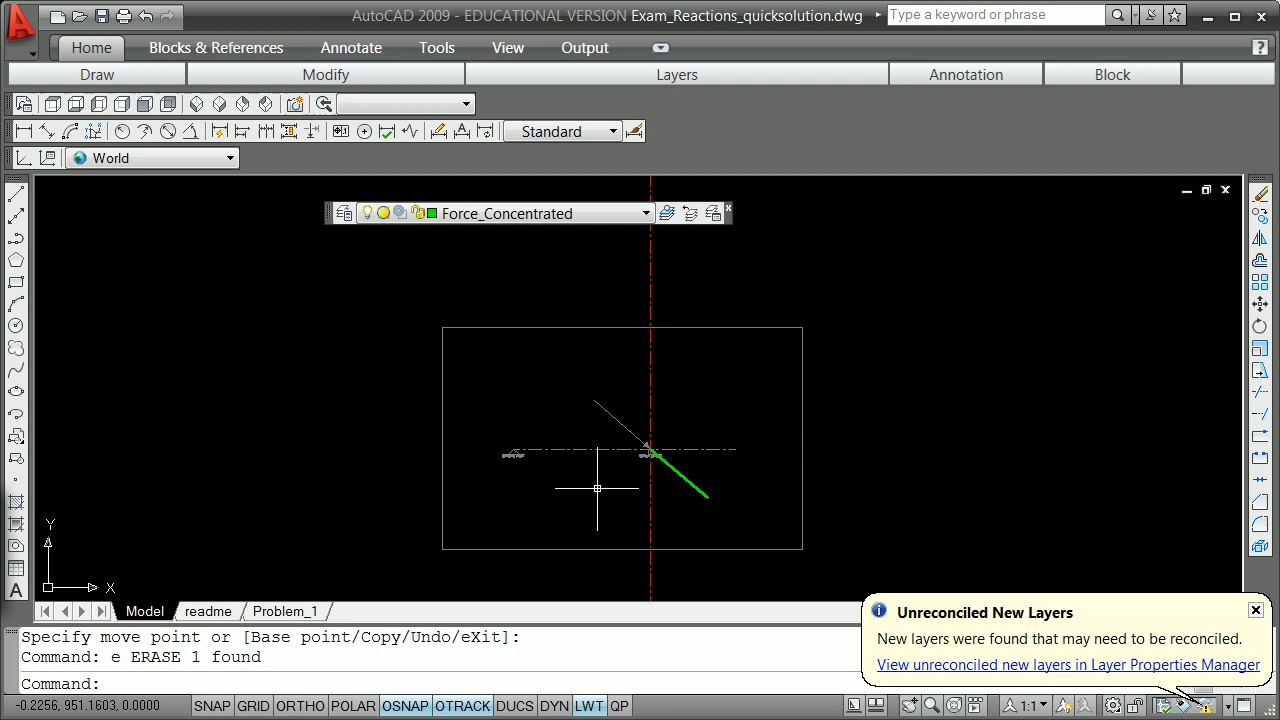 AutoCAD 2009 - EDUCATIONAL VERSION Exam_Reactions_quicksolution.dwg
Type a keyword or phrase
Home Blocks & References Annotate Tools View Output
Draw Modify Layers Annotation Block
Standard
World
Force_Concentrated
Y
X
A
Model readme Problem_1
Specify move point or [Base point/Copy/Undo/eXit]:
Command: e ERASE 1 found
Command:
Unreconciled New Layers
New layers were found that may need to be reconciled.
View unreconciled new layers in Layer Properties Manager
-0.2256, 951.1603, 0.0000 SNAP GRID ORTHO POLAR OSNAP OTRACK DUCS DYN LWT QP 1:1